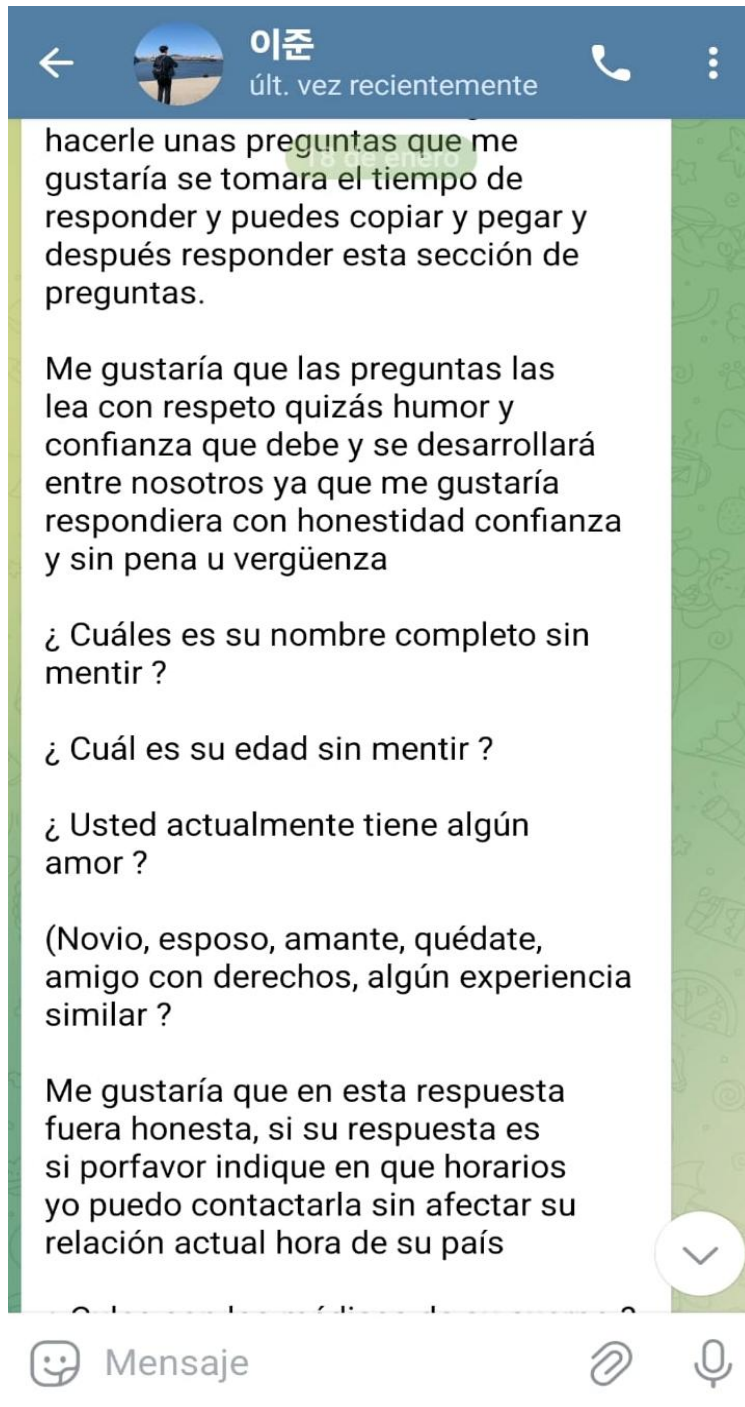 이준
últ. vez recientemente
hacerle unas preguntas que me
18 de enero
gustaría se tomara el tiempo de
responder y puedes copiar y pegar y
después responder esta sección de
preguntas.
Me gustaría que las preguntas las
lea con respeto quizás humor y
confianza que debe y se desarrollará
entre nosotros ya que me gustaría
respondiera con honestidad confianza
y sin pena u vergüenza
¿ Cuáles es su nombre completo sin
mentir ?
¿ Cuál es su edad sin mentir ?
¿ Usted actualmente tiene algún
amor ?
(Novio, esposo, amante, quédate,
amigo con derechos, algún experiencia
similar ?
Me gustaría que en esta respuesta
fuera honesta, si su respuesta es
si porfavor indique en que horarios
yo puedo contactarla sin afectar su
relación actual hora de su país
Mensaje